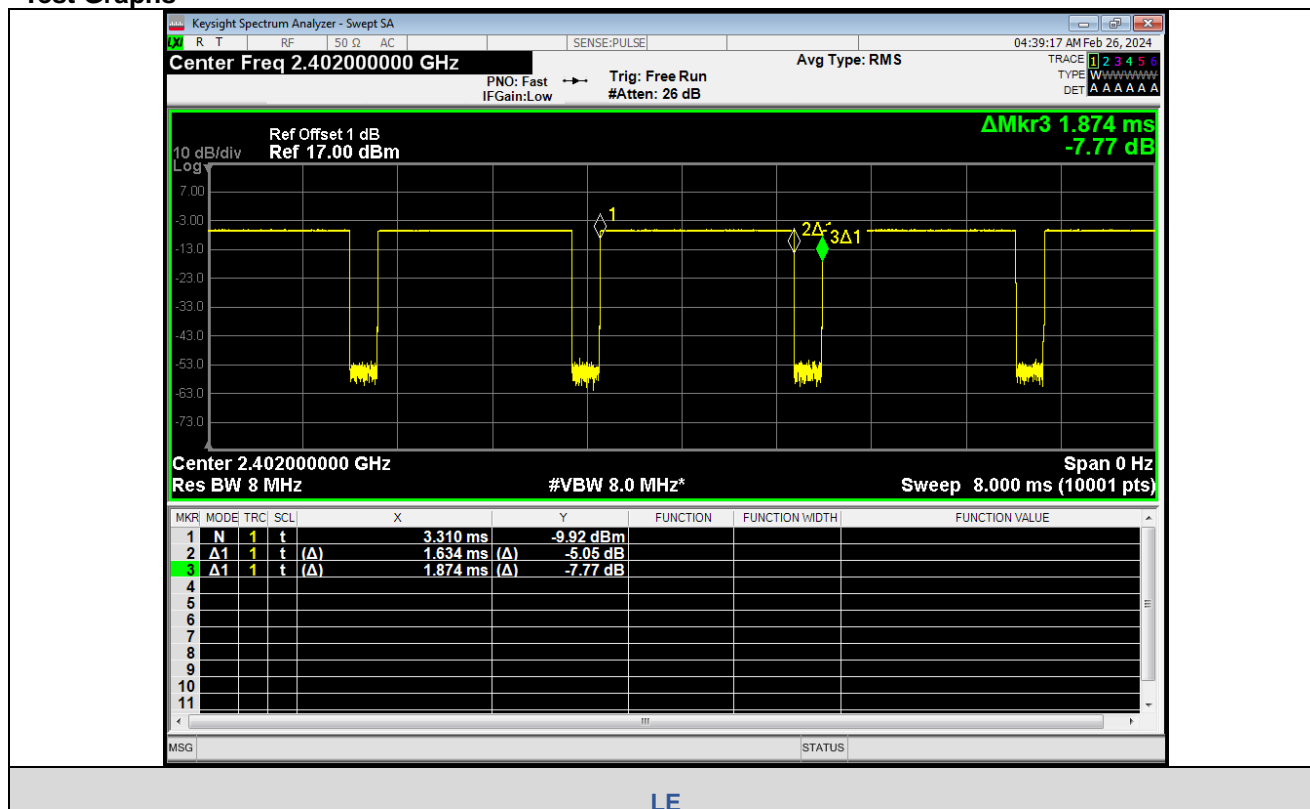 Test Graphs
Keysight Spectrum Analyzer - Swept SA
LXI R T RF 50 Ω AC SENSE:PULSE 04:39:17 AM Feb 26, 2024
Center Freq 2.402000000 GHz Avg Type: RMS TRACE 1 2 3 4 5 6
PNO: Fast Trig: Free Run TYPE WWWWWW
IFGain:Low #Atten: 26 dB DET A A A A A A
ΔMkr3 1.874 ms
Ref Offset 1 dB
10 dB/div Ref 17.00 dBm -7.77 dB
Log
7.00
-3.00
1
2Δ1
3Δ1
-13.0
-23.0
-33.0
-43.0
-53.0
-63.0
-73.0
Center 2.402000000 GHz Span 0 Hz
Res BW 8 MHz #VBW 8.0 MHz* Sweep 8.000 ms (10001 pts)
MKR MODE TRC SCL X Y FUNCTION FUNCTION WIDTH FUNCTION VALUE
1 N 1 t 3.310 ms -9.92 dBm
2 Δ1 1 t (Δ) 1.634 ms (Δ) -5.05 dB
3 Δ1 1 t (Δ) 1.874 ms (Δ) -7.77 dB
4
5
6
7
8
9
10
11
MSG STATUS
LE